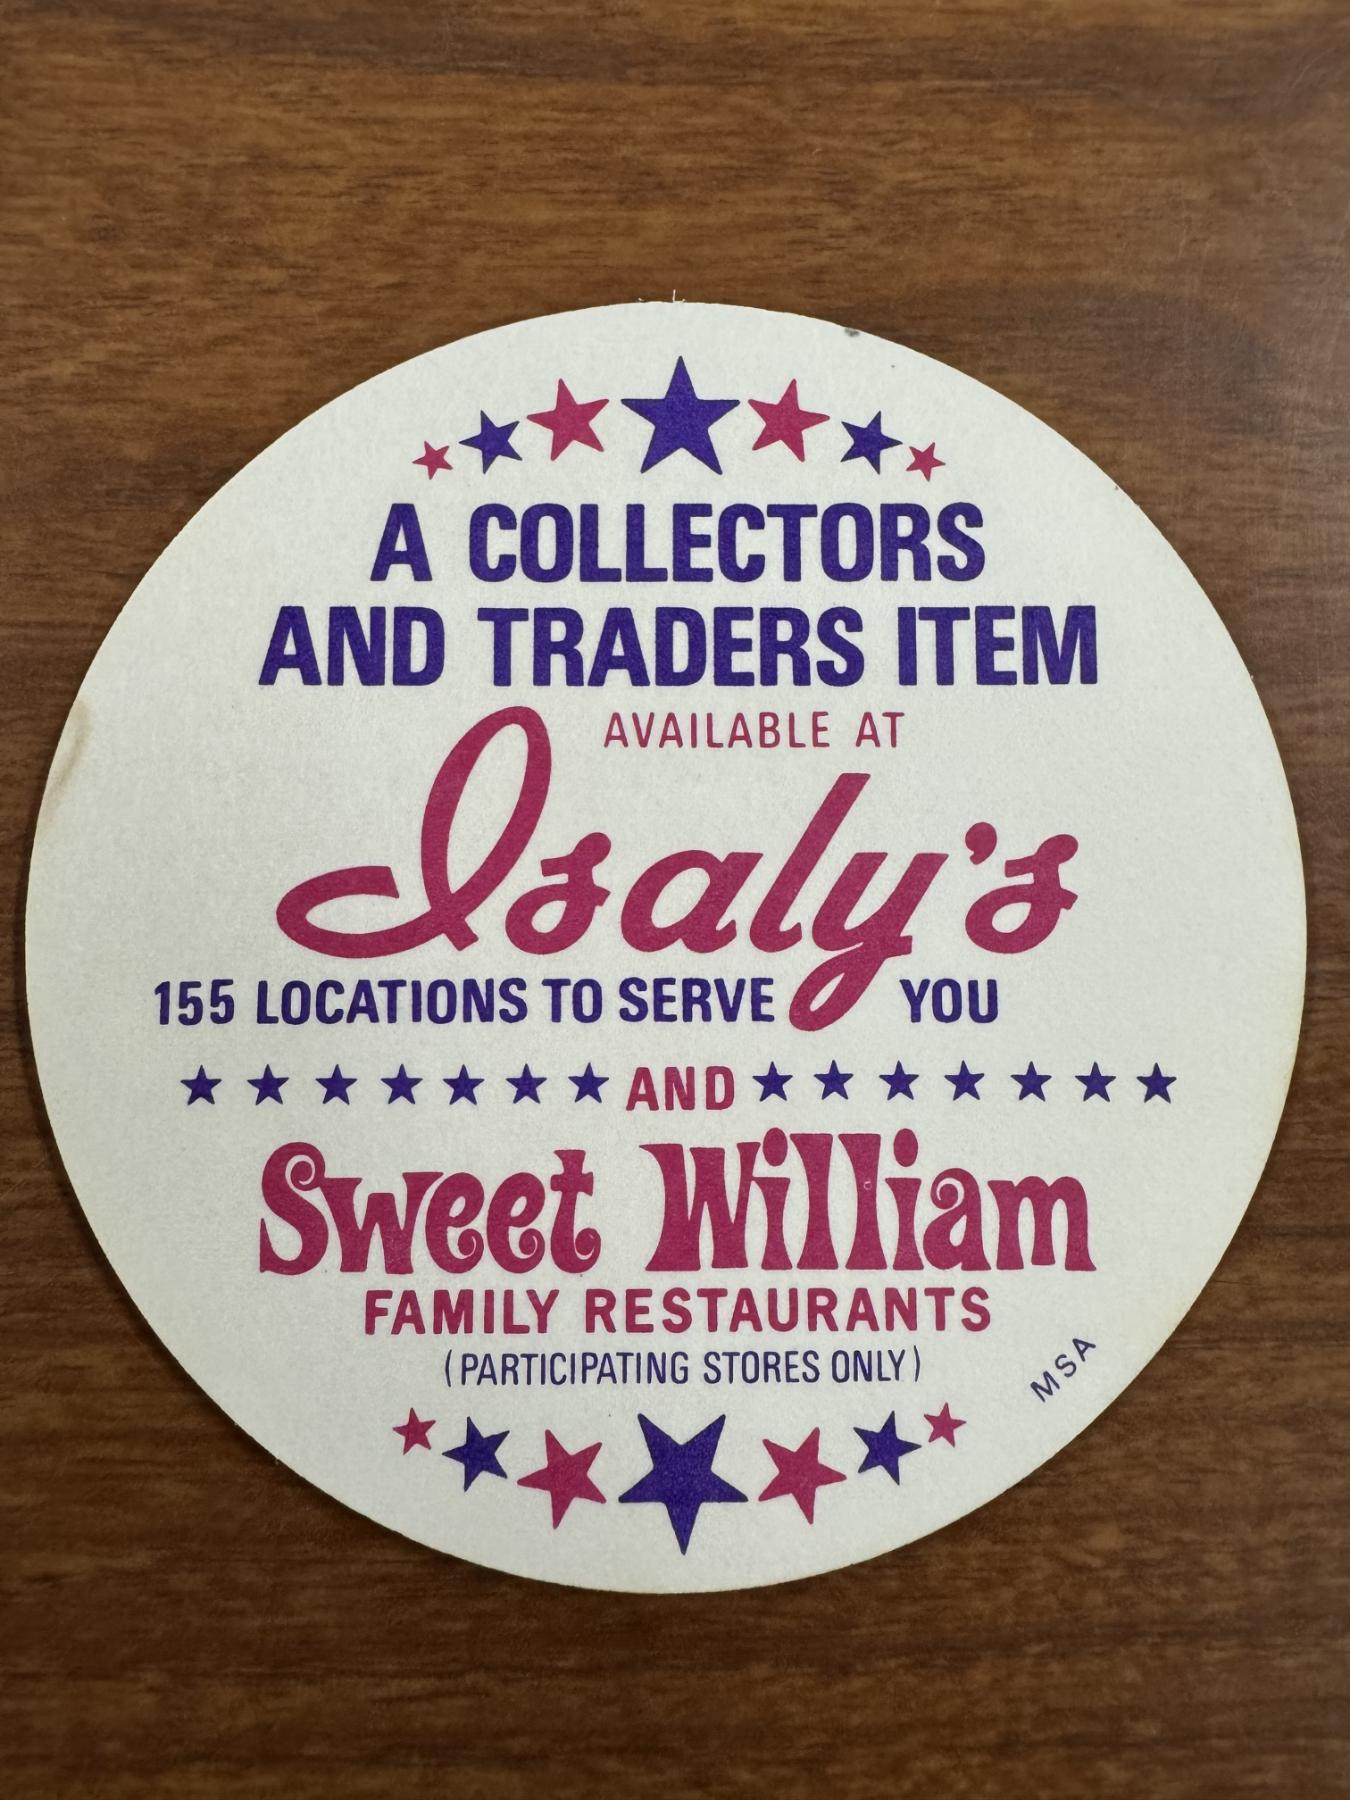 A COLLECTORS
AND TRADERS ITEM
AVAILABLE AT
Isaly's
155 LOCATIONS TO SERVE YOU
AND
Sweet William
FAMILY RESTAURANTS
(PARTICIPATING STORES ONLY)
MSA